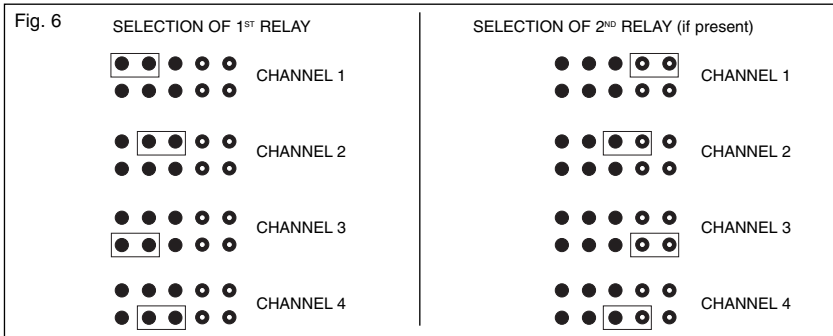 Fig. 6
SELECTION OF 1ST RELAY
CHANNEL 1
CHANNEL 2
CHANNEL 3
CHANNEL 4
SELECTION OF 2ND RELAY (if present)
CHANNEL 1
CHANNEL 2
CHANNEL 3
CHANNEL 4